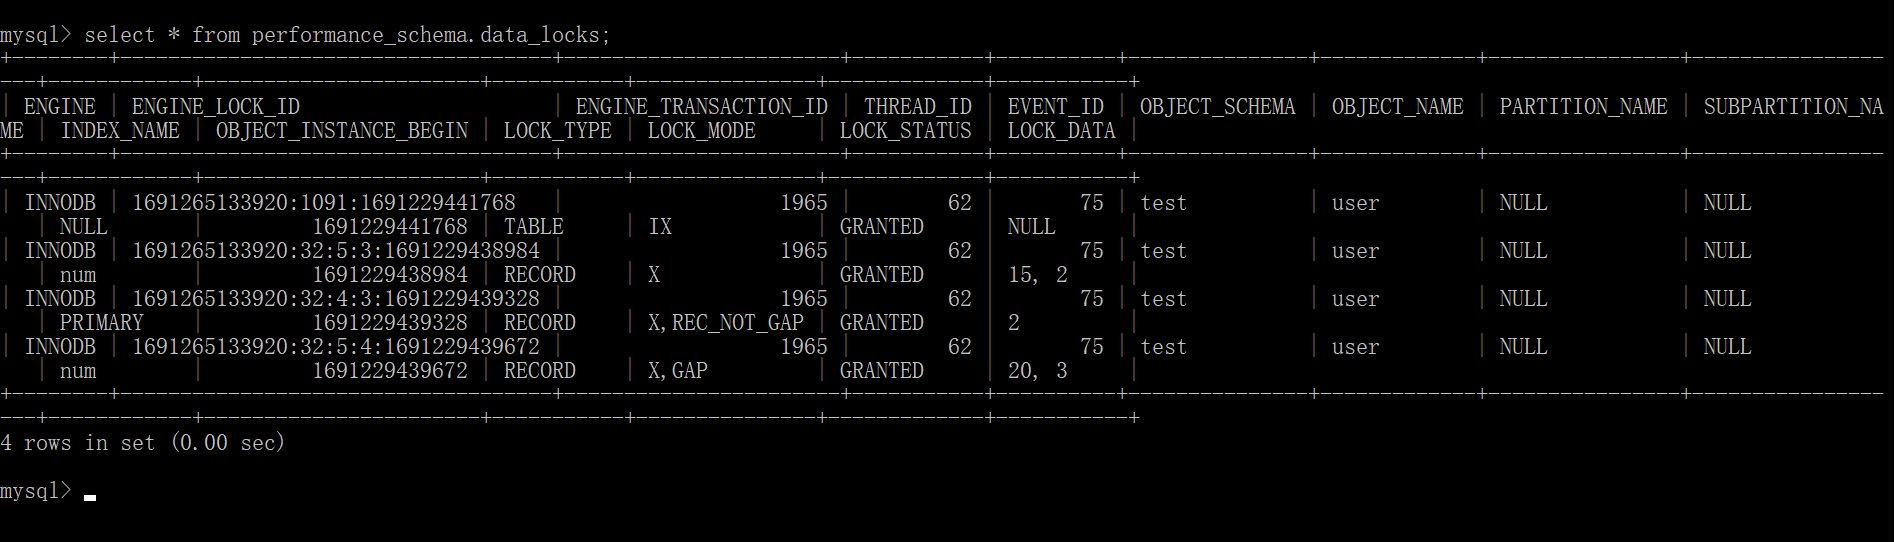 mysql> select * from performance_schema.data_locks;
+--------+------------------------------------+-----------------------+-----------+----------+---------------+-------------+----------------+----------------
---+------------+-----------------------+-----------+---------------+-------------+-----------+
| ENGINE | ENGINE_LOCK_ID | ENGINE_TRANSACTION_ID | THREAD_ID | EVENT_ID | OBJECT_SCHEMA | OBJECT_NAME | PARTITION_NAME | SUBPARTITION_NA
ME | INDEX_NAME | OBJECT_INSTANCE_BEGIN | LOCK_TYPE | LOCK_MODE | LOCK_STATUS | LOCK_DATA |
+--------+------------------------------------+-----------------------+-----------+----------+---------------+-------------+----------------+----------------
---+------------+-----------------------+-----------+---------------+-------------+-----------+
| INNODB | 1691265133920:1091:1691229441768 | 1965 | 62 | 75 | test | user | NULL | NULL
| NULL | 1691229441768 | TABLE | IX | GRANTED | NULL |
| INNODB | 1691265133920:32:5:3:1691229438984 | 1965 | 62 | 75 | test | user | NULL | NULL
| num | 1691229438984 | RECORD | X | GRANTED | 15, 2 |
| INNODB | 1691265133920:32:4:3:1691229439328 | 1965 | 62 | 75 | test | user | NULL | NULL
| PRIMARY | 1691229439328 | RECORD | X,REC_NOT_GAP | GRANTED | 2 |
| INNODB | 1691265133920:32:5:4:1691229439672 | 1965 | 62 | 75 | test | user | NULL | NULL
| num | 1691229439672 | RECORD | X,GAP | GRANTED | 20, 3 |
+--------+------------------------------------+-----------------------+-----------+----------+---------------+-------------+----------------+----------------
---+------------+-----------------------+-----------+---------------+-------------+-----------+
4 rows in set (0.00 sec)
mysql>